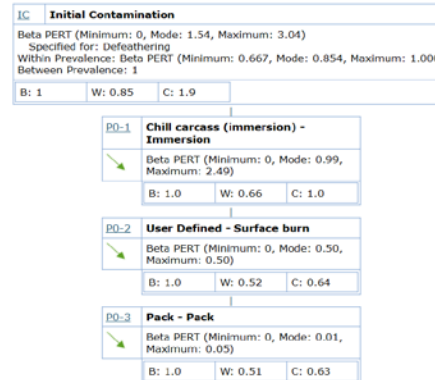 IC Initial Contamination
Beta PERT (Minimum: 0, Mode: 1.54, Maximum: 3.04)
Specified for: Defeathering
Within Prevalence: Beta PERT (Minimum: 0.667, Mode: 0.854, Maximum: 1.000
Between Prevalence: 1
B: 1 W: 0.85 C: 1.9
P0-1 Chill carcass (immersion) -
Immersion
Beta PERT (Minimum: 0, Mode: 0.99,
Maximum: 2.49)
B: 1.0 W: 0.66 C: 1.0
P0-2 User Defined - Surface burn
Beta PERT (Minimum: 0, Mode: 0.50,
Maximum: 0.50)
B: 1.0 W: 0.52 C: 0.64
P0-3 Pack - Pack
Beta PERT (Minimum: 0, Mode: 0.01,
Maximum: 0.05)
B: 1.0 W: 0.51 C: 0.63